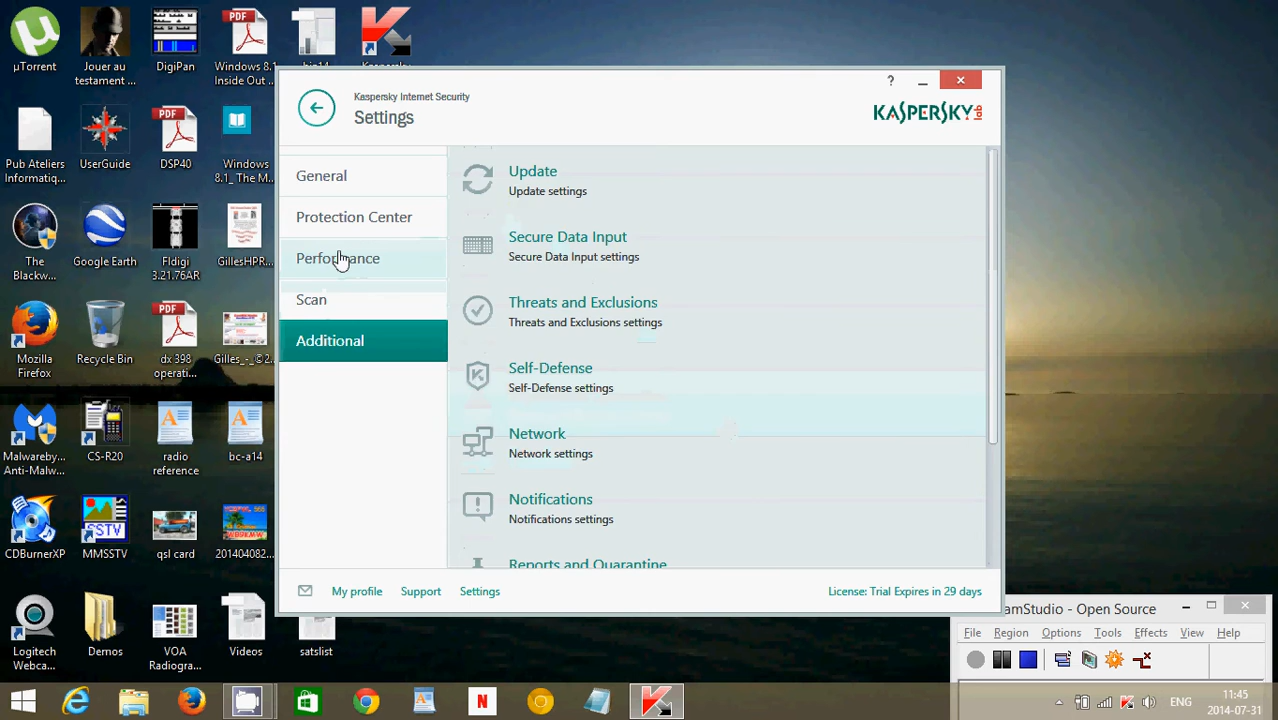 µTorrent
Jouer au
testament ...
DigiPan
Windows 8.1
Inside Out ...
Kaspersky Internet Security
Settings
?
KASPERSKY lab
Pub Ateliers
Informatiq...
UserGuide
DSP40
Windows
8.1_ The M...
General
Protection Center
Performance
Scan
Additional
Update
Update settings
Secure Data Input
Secure Data Input settings
Threats and Exclusions
Threats and Exclusions settings
Self-Defense
Self-Defense settings
Network
Network settings
Notifications
Notifications settings
Reports and Quarantine
The
Blackw...
Google Earth
Fldigi
3.21.76AR
GillesHPR...
Mozilla
Firefox
Recycle Bin
dx 398
operati...
Gilles_-_©2...
Malwareby...
Anti-Malw...
CS-R20
radio
reference
bc-a14
CDBurnerXP
MMSSTV
qsl card
201404082...
My profile
Support
Settings
License: Trial Expires in 29 days
Logitech
Webca...
Demos
VOA
Radiogra...
Videos
satslist
amStudio - Open Source
File Region Options Tools Effects View Help
ENG
11:45
2014-07-31